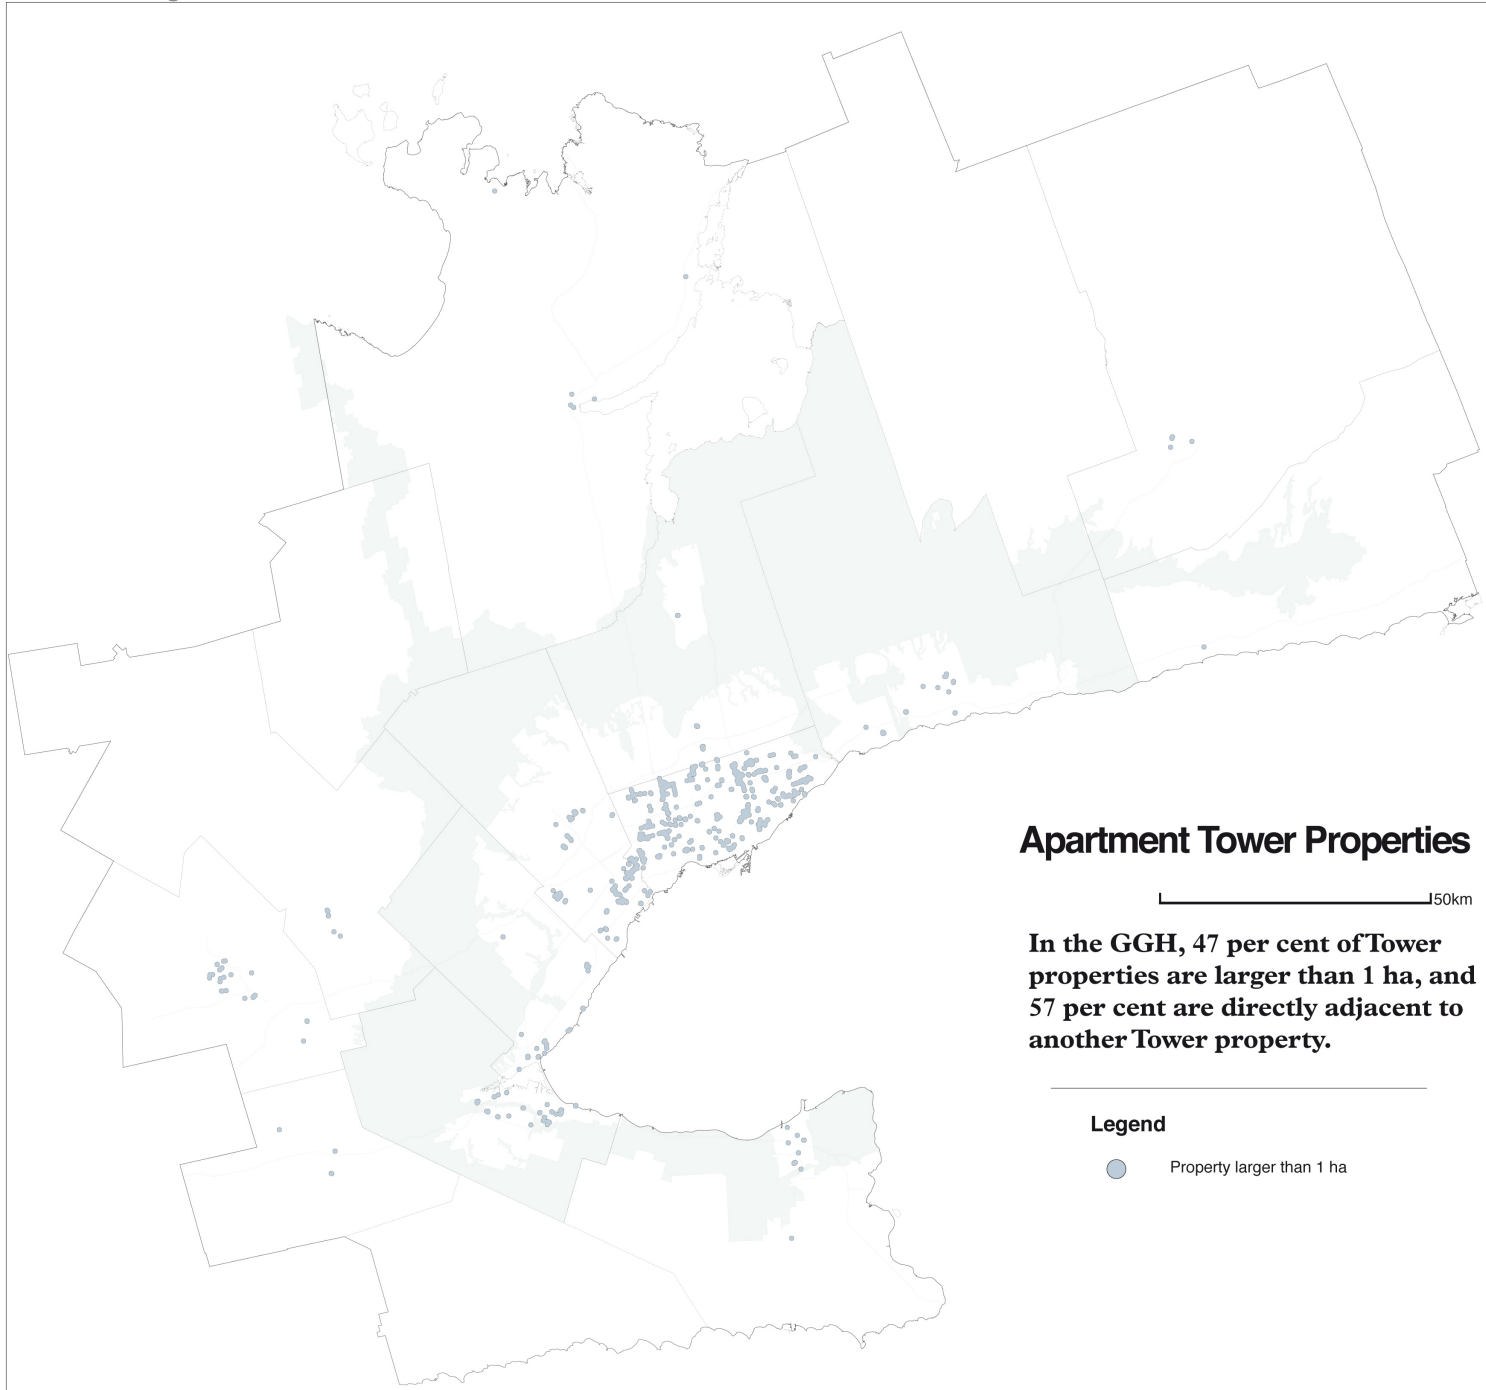 Apartment Tower Properties
50km
In the GGH, 47 per cent of Tower
properties are larger than 1 ha, and
57 per cent are directly adjacent to
another Tower property.
Legend
Property larger than 1 ha